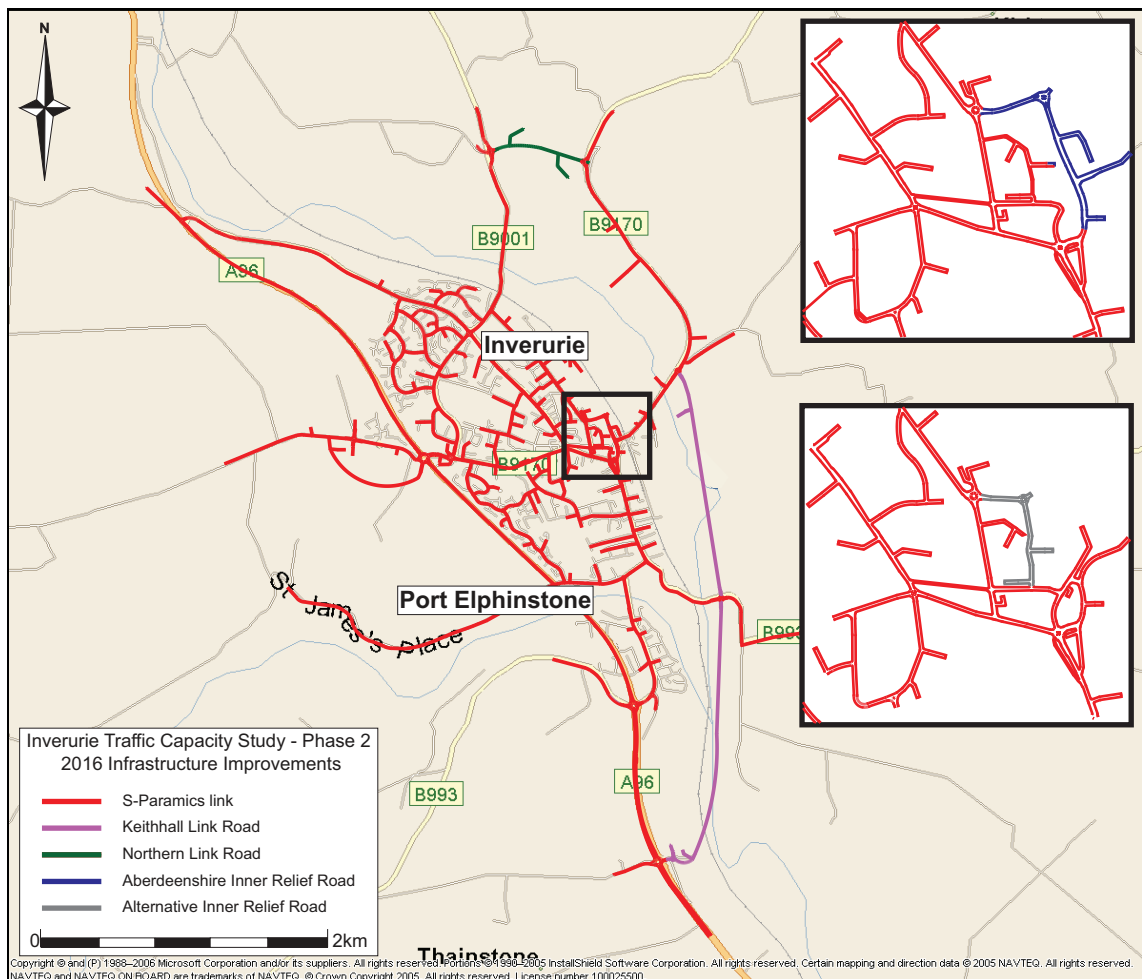 N
B9001
B9170
A96
Inverurie
B9170
Port Elphinstone
St James's Place
B993
A96
B993
Thainstone
Inverurie Traffic Capacity Study - Phase 2
2016 Infrastructure Improvements
S-Paramics link
Keithhall Link Road
Northern Link Road
Aberdeenshire Inner Relief Road
Alternative Inner Relief Road
0 2km
Copyright © and (P) 1988–2006 Microsoft Corporation and/or its suppliers. All rights reserved. Portions © 1990–2005 InstallShield Software Corporation. All rights reserved. Certain mapping and direction data © 2005 NAVTEQ. All rights reserved.
NAVTEQ and NAVTEQ ON BOARD are trademarks of NAVTEQ. © Crown Copyright 2005. All rights reserved. License number 100025500.